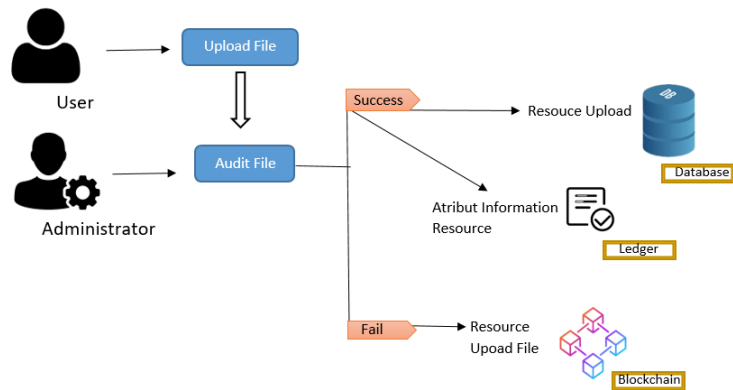 Upload File
User
Success
DB
Resouce Upload
Audit File
Database
Administrator
Atribut Information
Resource
Ledger
Fail
Resource
Upoad File
Blockchain